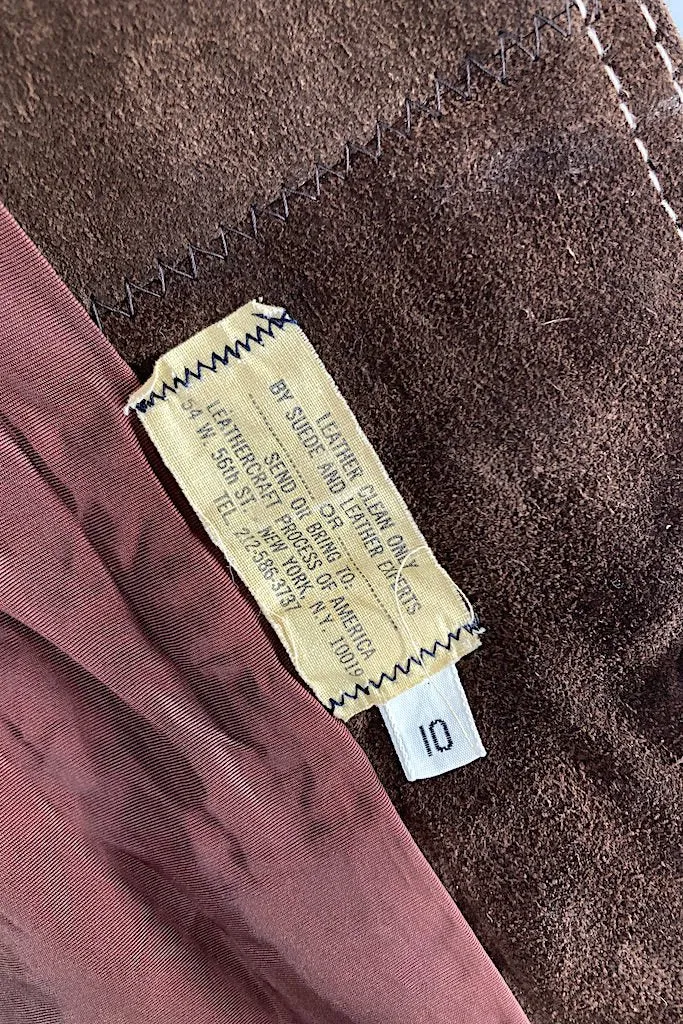 LEATHER CLEAN ONLY
BY SUEDE AND LEATHER EXPERTS
OR
SEND OR BRING TO:
LEATHERCRAFT PROCESS OF AMERICA
54 W. 56th ST. - NEW YORK, N.Y. 10019
TEL. 212-586-3737
10